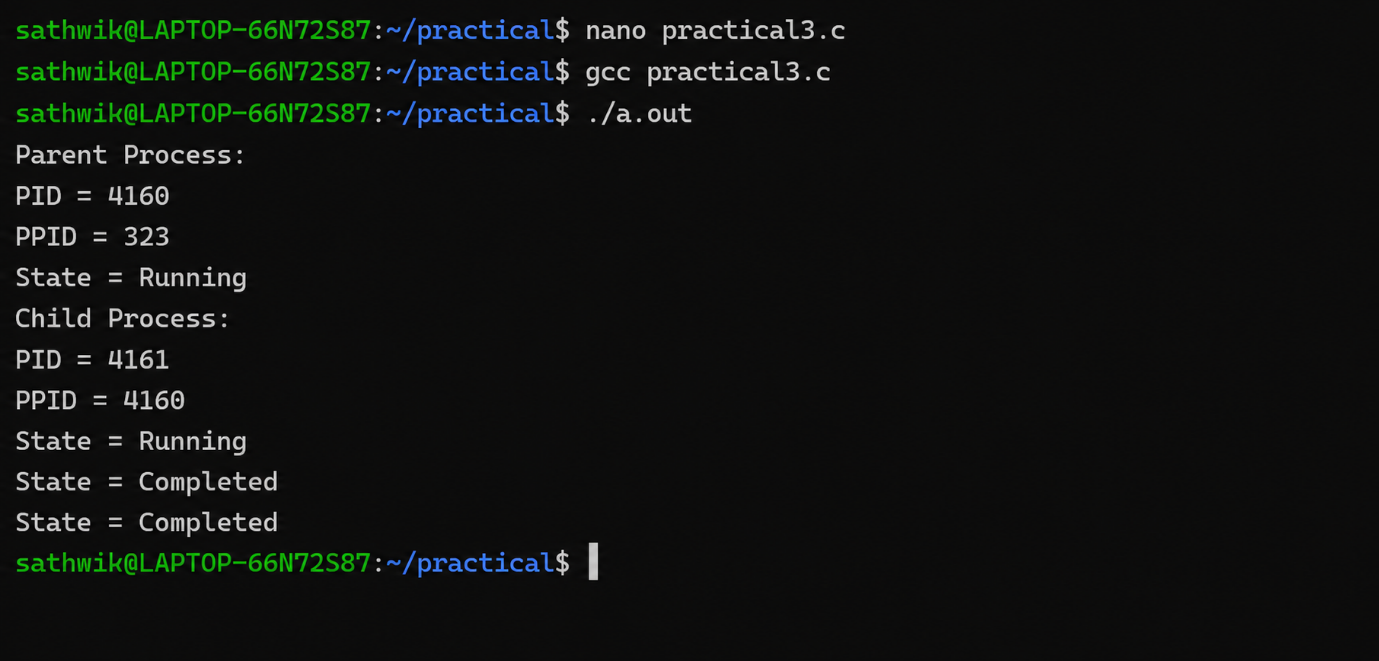 sathwik@LAPTOP-66N72S87:~/practical$ nano practical3.c
sathwik@LAPTOP-66N72S87:~/practical$ gcc practical3.c
sathwik@LAPTOP-66N72S87:~/practical$ ./a.out
Parent Process:
PID = 4160
PPID = 323
State = Running
Child Process:
PID = 4161
PPID = 4160
State = Running
State = Completed
State = Completed
sathwik@LAPTOP-66N72S87:~/practical$